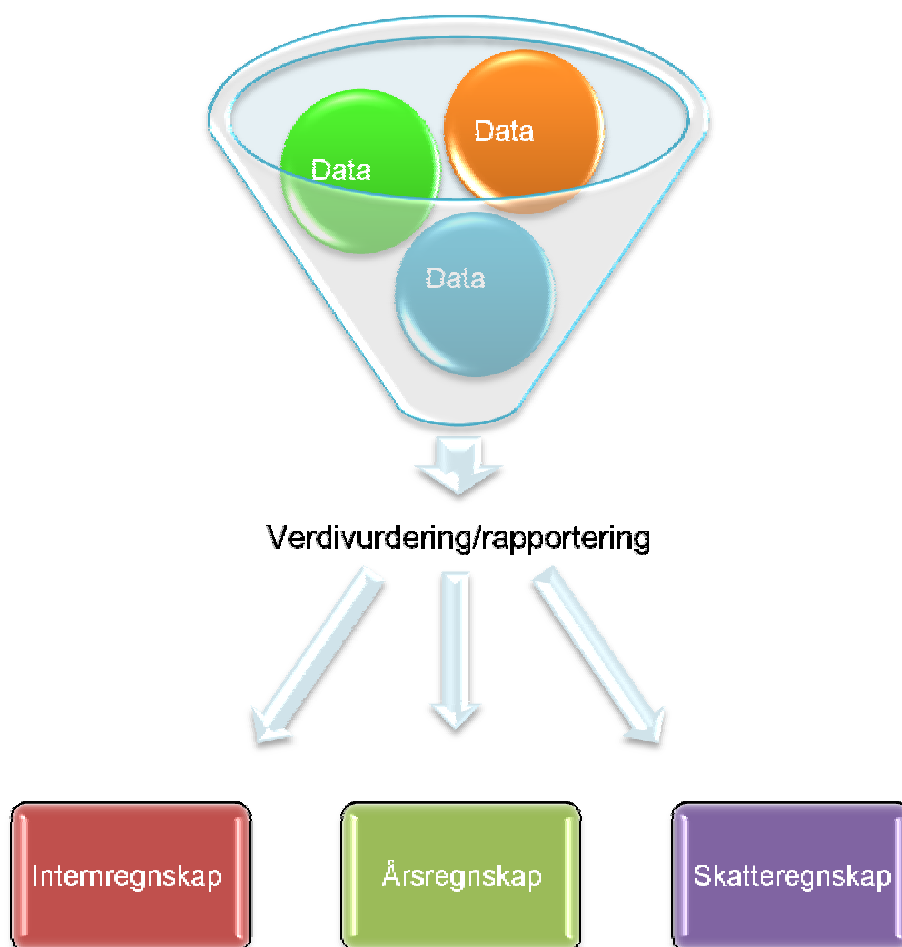 Data
Data
Data
Verdivurdering/rapportering
Internregnskap
Årsregnskap
Skatteregnskap